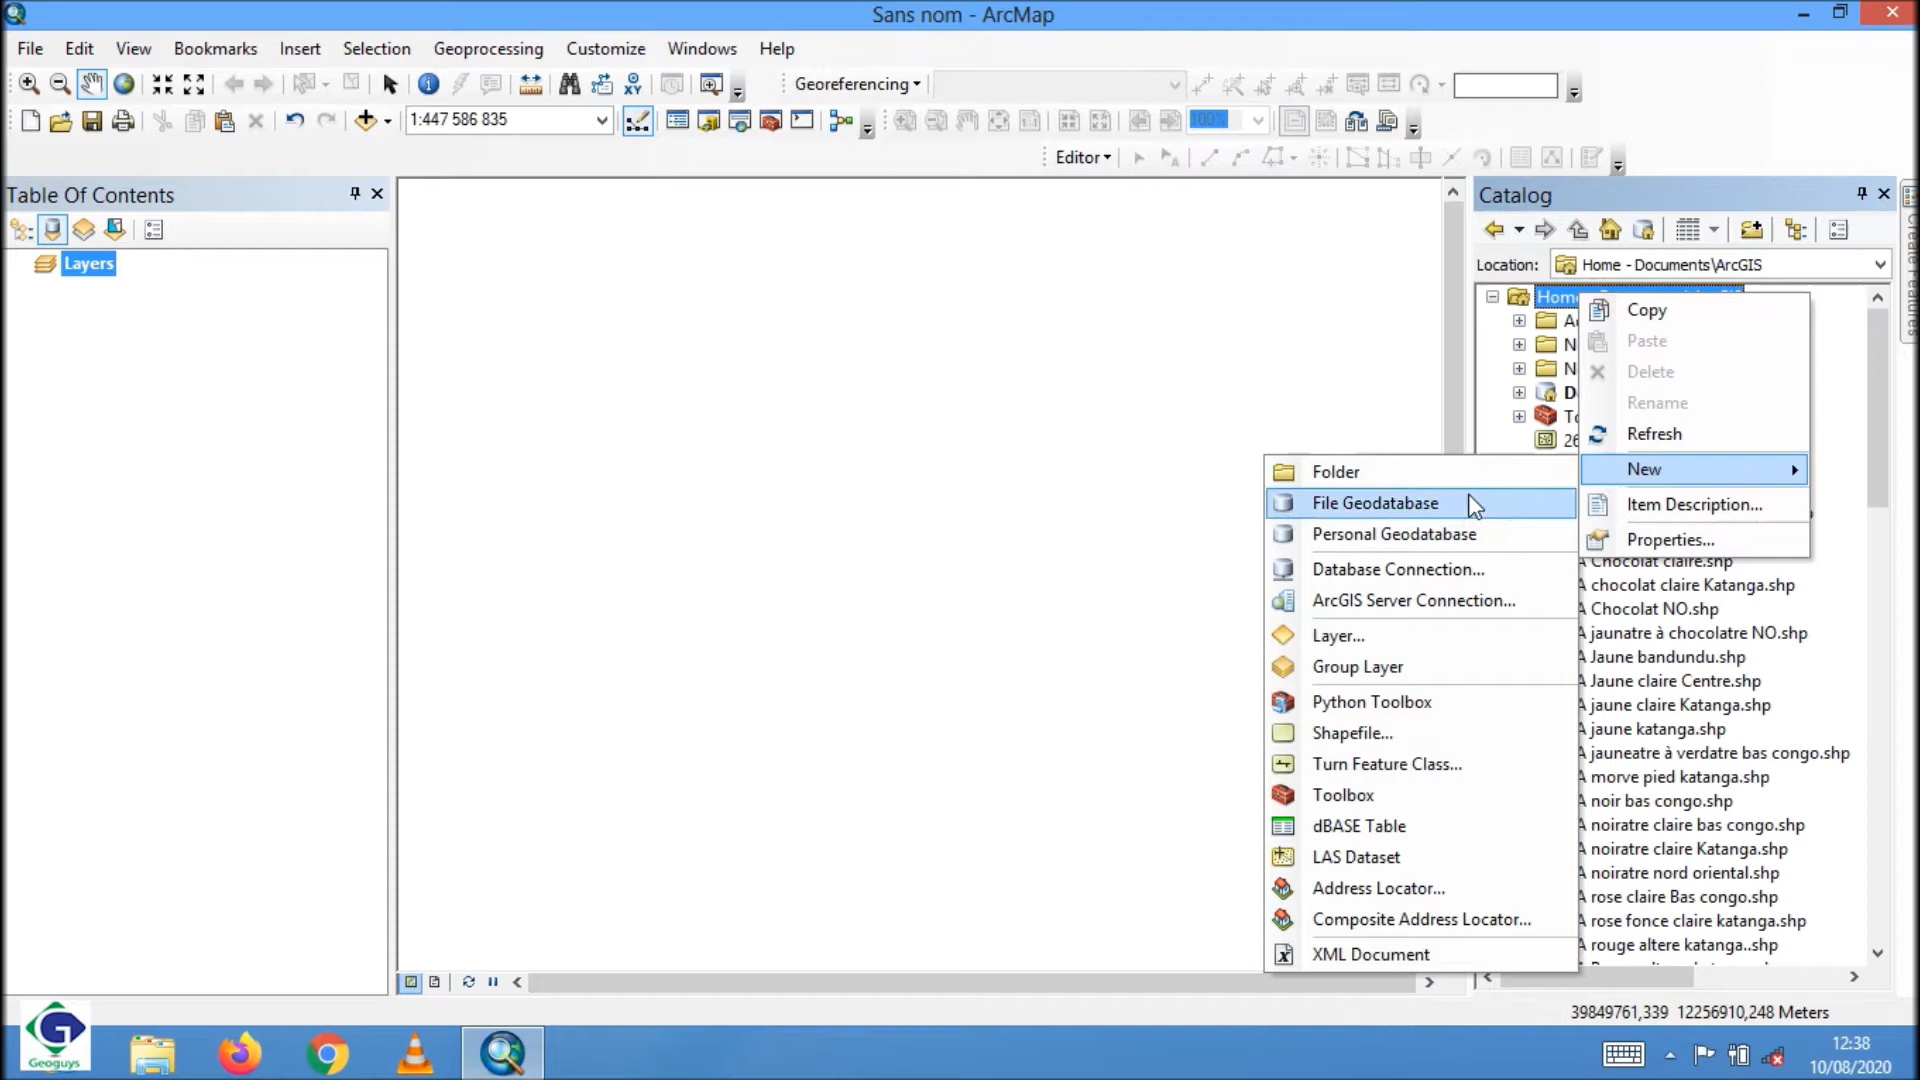 Sans nom - ArcMap
File Edit View Bookmarks Insert Selection Geoprocessing Customize Windows Help
XY
Georeferencing
1:447 586 835
100%
Editor
Table Of Contents
Layers
Catalog
Location: Home - Documents\ArcGIS
Create Features
Copy
Paste
Delete
Rename
Refresh
New
Item Description...
Properties...
Folder
File Geodatabase
Personal Geodatabase
Database Connection...
ArcGIS Server Connection...
Layer...
Group Layer
Python Toolbox
Shapefile...
Turn Feature Class...
Toolbox
dBASE Table
LAS Dataset
Address Locator...
Composite Address Locator...
XML Document
A Chocolat claire.shp
A chocolat claire Katanga.shp
A Chocolat NO.shp
A jaunatre à chocolatre NO.shp
A Jaune bandundu.shp
A Jaune claire Centre.shp
A jaune claire Katanga.shp
A jaune katanga.shp
A jauneatre à verdatre bas congo.shp
A morve pied katanga.shp
A noir bas congo.shp
A noiratre claire bas congo.shp
A noiratre claire Katanga.shp
A noiratre nord oriental.shp
A rose claire Bas congo.shp
A rose fonce claire katanga.shp
A rouge altere katanga..shp
39849761,339 12256910,248 Meters
Geoguys
12:38
10/08/2020